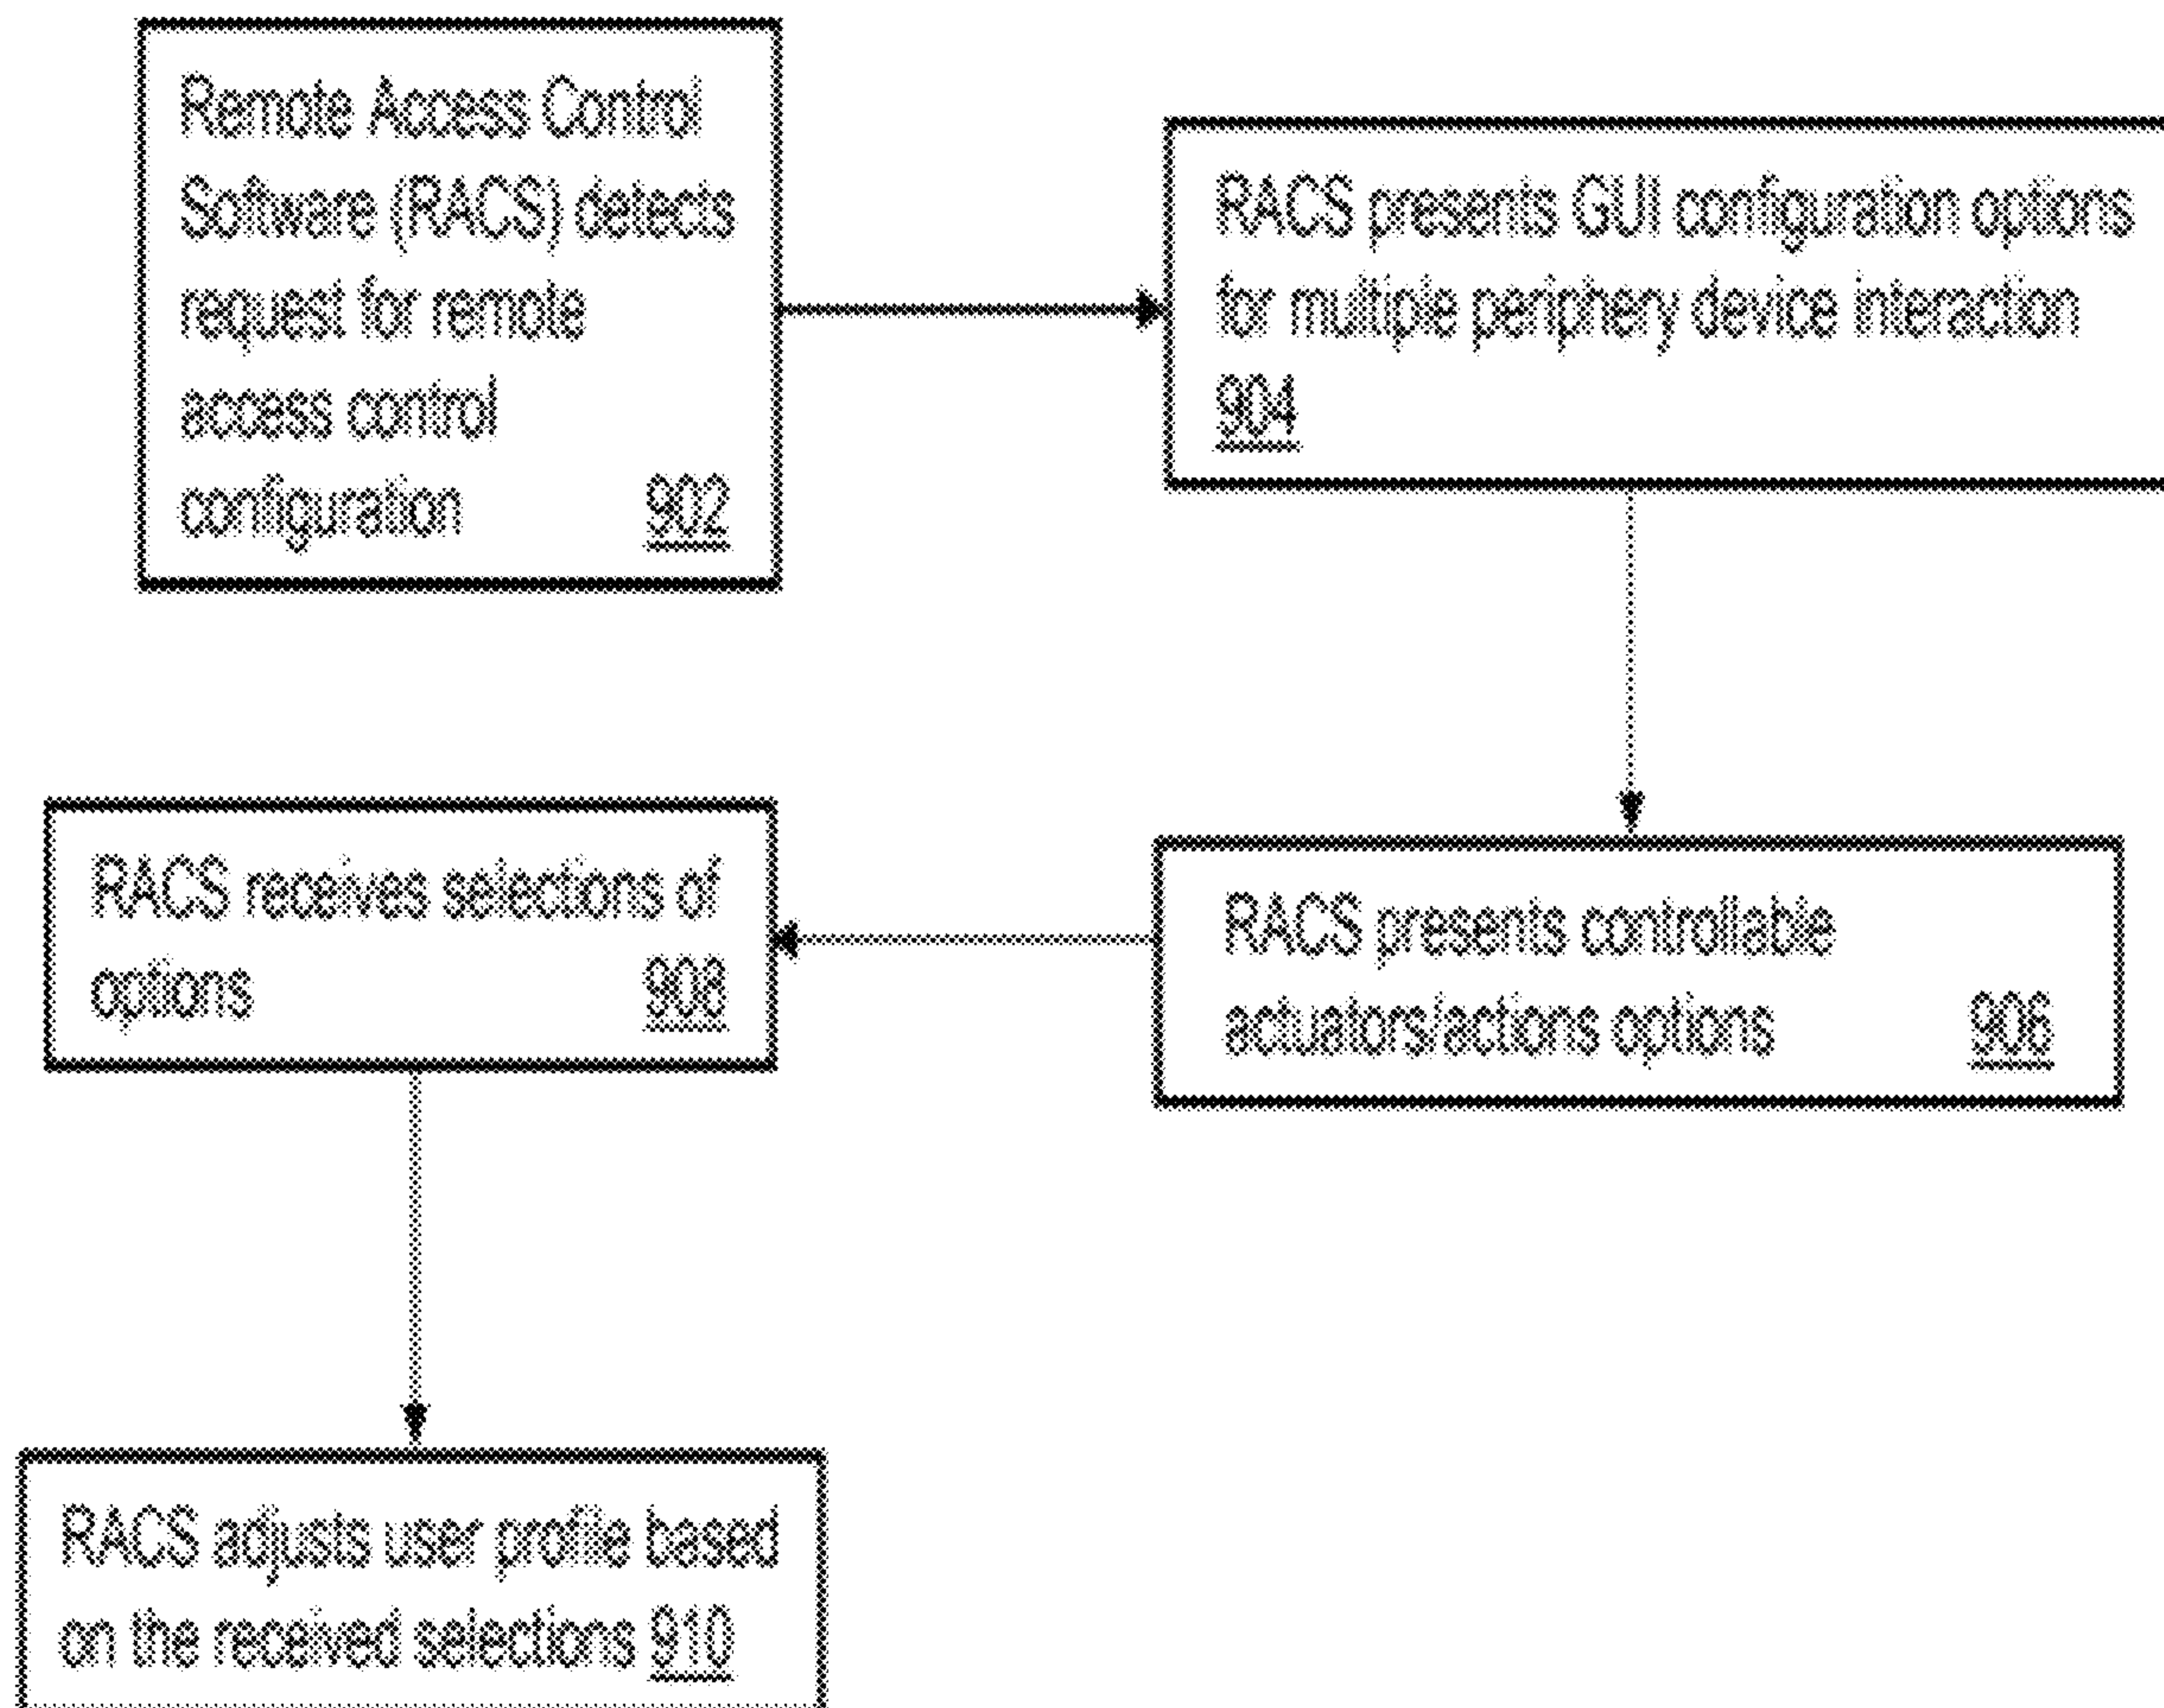 Remote Access Control
Software (RACS) detects
request for remote
access control
configuration 902
RACS presents GUI configuration options
for multiple periphery device interaction
904
RACS presents controllable
actuators/actions options 906
RACS receives selections of
options 908
RACS adjusts user profile based
on the received selections 910